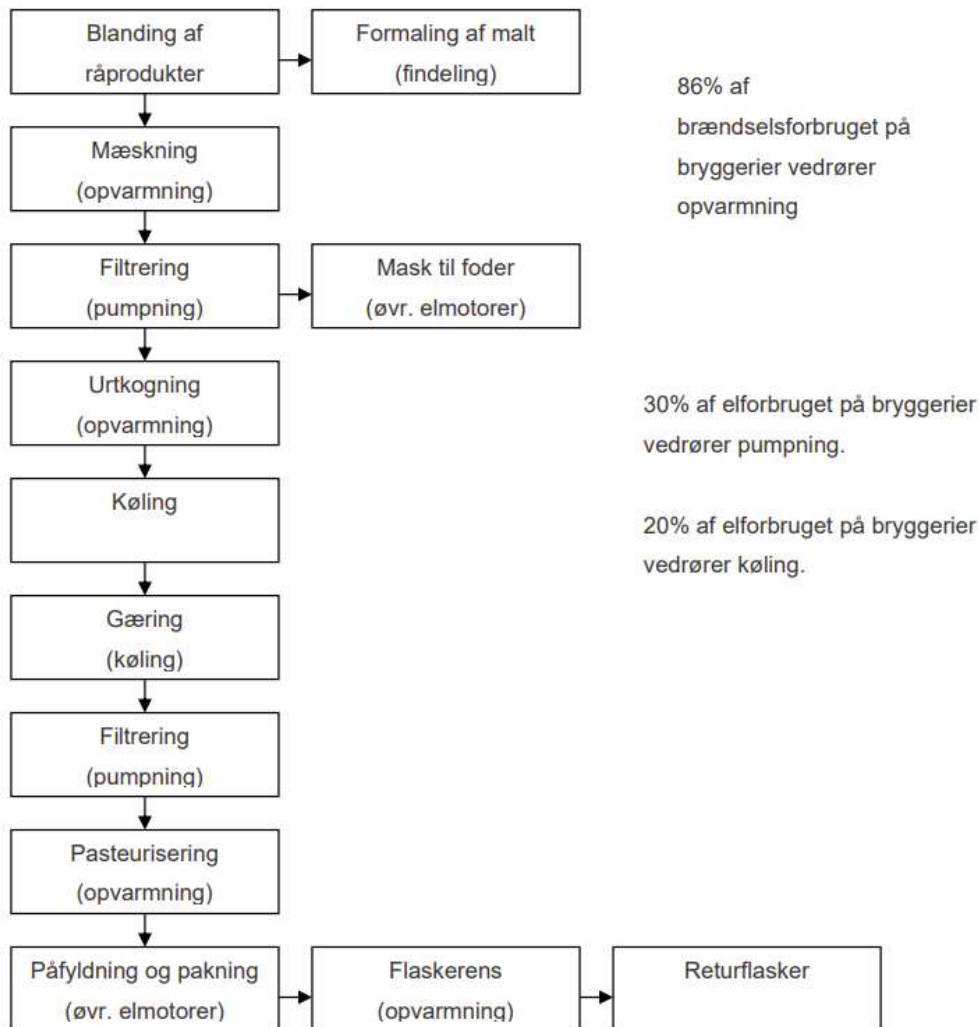 Blanding af
råprodukter
Formaling af malt
(findeling)
86% af
brændselsforbruget på
bryggerier vedrører
opvarmning
Mæskning
(opvarmning)
Filtrering
(pumpning)
Mask til foder
(øvr. elmotorer)
Urtkogning
(opvarmning)
30% af elforbruget på bryggerier
vedrører pumpning.
Køling
20% af elforbruget på bryggerier
vedrører køling.
Gæring
(køling)
Filtrering
(pumpning)
Pasteurisering
(opvarmning)
Påfyldning og pakning
(øvr. elmotorer)
Flaskerens
(opvarmning)
Returflasker